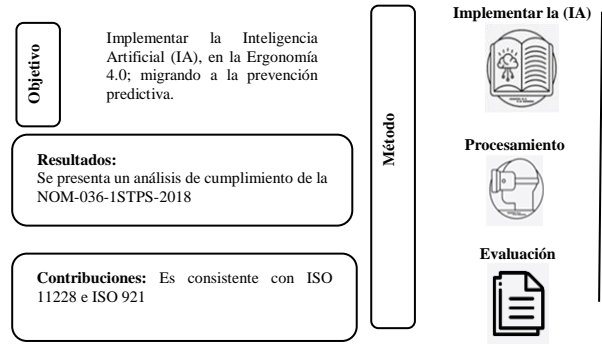 Objetivo
Implementar la Inteligencia
Artificial (IA), en la Ergonomía
4.0; migrando a la prevención
predictiva.
Resultados:
Se presenta un análisis de cumplimiento de la
NOM-036-1STPS-2018
Contribuciones: Es consistente con ISO
11228 e ISO 921
Método
Implementar la (IA)
Procesamiento
Evaluación